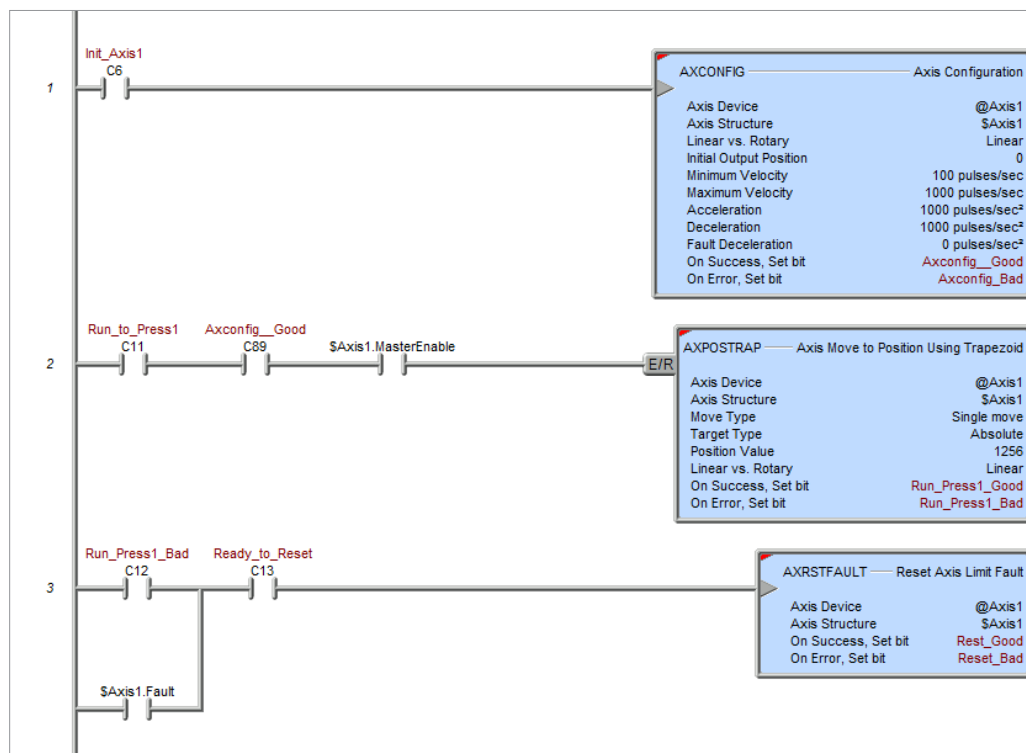 Init_Axis1
C6
1
AXCONFIG Axis Configuration
Axis Device @Axis1
Axis Structure $Axis1
Linear vs. Rotary Linear
Initial Output Position 0
Minimum Velocity 100 pulses/sec
Maximum Velocity 1000 pulses/sec
Acceleration 1000 pulses/sec²
Deceleration 1000 pulses/sec²
Fault Deceleration 0 pulses/sec²
On Success, Set bit Axconfig__Good
On Error, Set bit Axconfig_Bad
Run_to_Press1 Axconfig__Good
C11 C89 $Axis1.MasterEnable
2
E/R
AXPOSTRAP Axis Move to Position Using Trapezoid
Axis Device @Axis1
Axis Structure $Axis1
Move Type Single move
Target Type Absolute
Position Value 1256
Linear vs. Rotary Linear
On Success, Set bit Run_Press1_Good
On Error, Set bit Run_Press1_Bad
Run_Press1_Bad Ready_to_Reset
C12 C13
3
AXRSTFAULT Reset Axis Limit Fault
Axis Device @Axis1
Axis Structure $Axis1
On Success, Set bit Rest_Good
On Error, Set bit Reset_Bad
$Axis1.Fault